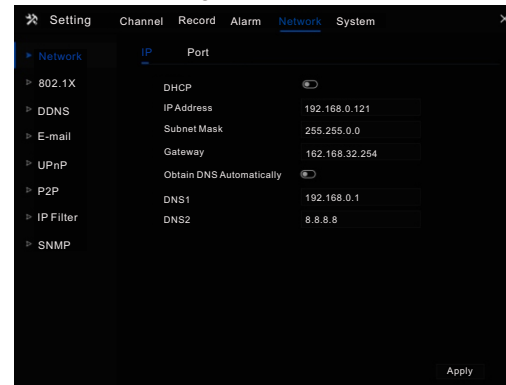 Setting Channel Record Alarm Network System ×
Network
802.1X
DDNS
E-mail
UPnP
P2P
IP Filter
SNMP
IP Port
DHCP
IP Address 192.168.0.121
Subnet Mask 255.255.0.0
Gateway 162.168.32.254
Obtain DNS Automatically
DNS1 192.168.0.1
DNS2 8.8.8.8
Apply